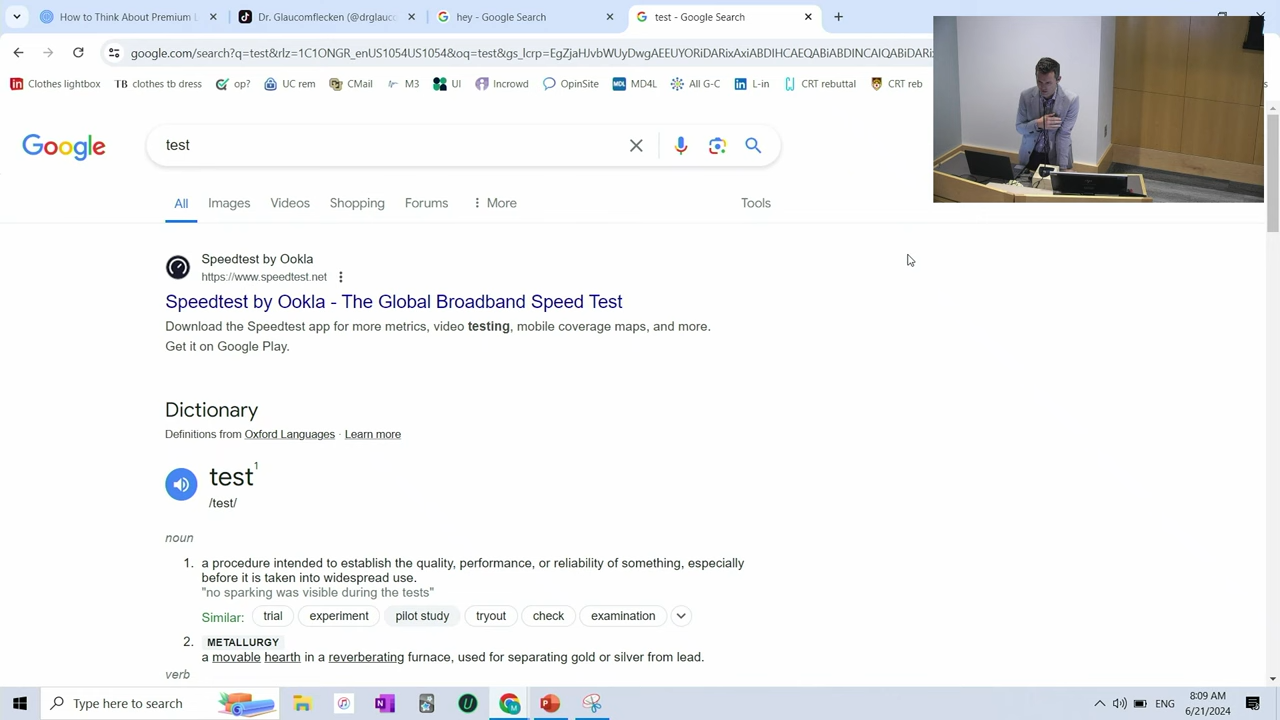 How to Think About Premium L
Dr. Glaucomflecken (@drglauc
hey - Google Search
test - Google Search
google.com/search?q=test&rlz=1C1ONGR_enUS1054US1054&oq=test&gs_lcrp=EgZjaHJvbWUyDwgAEEUYORiDARixAxiABDIHCAEQABiABDINCAIQABiDARix
Clothes lightbox
TB clothes tb dress
op?
UC rem
CMail
M3
UI
Incrowd
OpinSite
MDL MD4L
All G-C
L-in
CRT rebuttal
CRT reb
Google
test
All Images Videos Shopping Forums More Tools
Speedtest by Ookla
https://www.speedtest.net
Speedtest by Ookla - The Global Broadband Speed Test
Download the Speedtest app for more metrics, video testing, mobile coverage maps, and more.
Get it on Google Play.
Dictionary
Definitions from Oxford Languages · Learn more
test1
/test/
noun
1. a procedure intended to establish the quality, performance, or reliability of something, especially
before it is taken into widespread use.
"no sparking was visible during the tests"
Similar: trial experiment pilot study tryout check examination
2. METALLURGY
a movable hearth in a reverberating furnace, used for separating gold or silver from lead.
verb
Type here to search
ENG
8:09 AM
6/21/2024